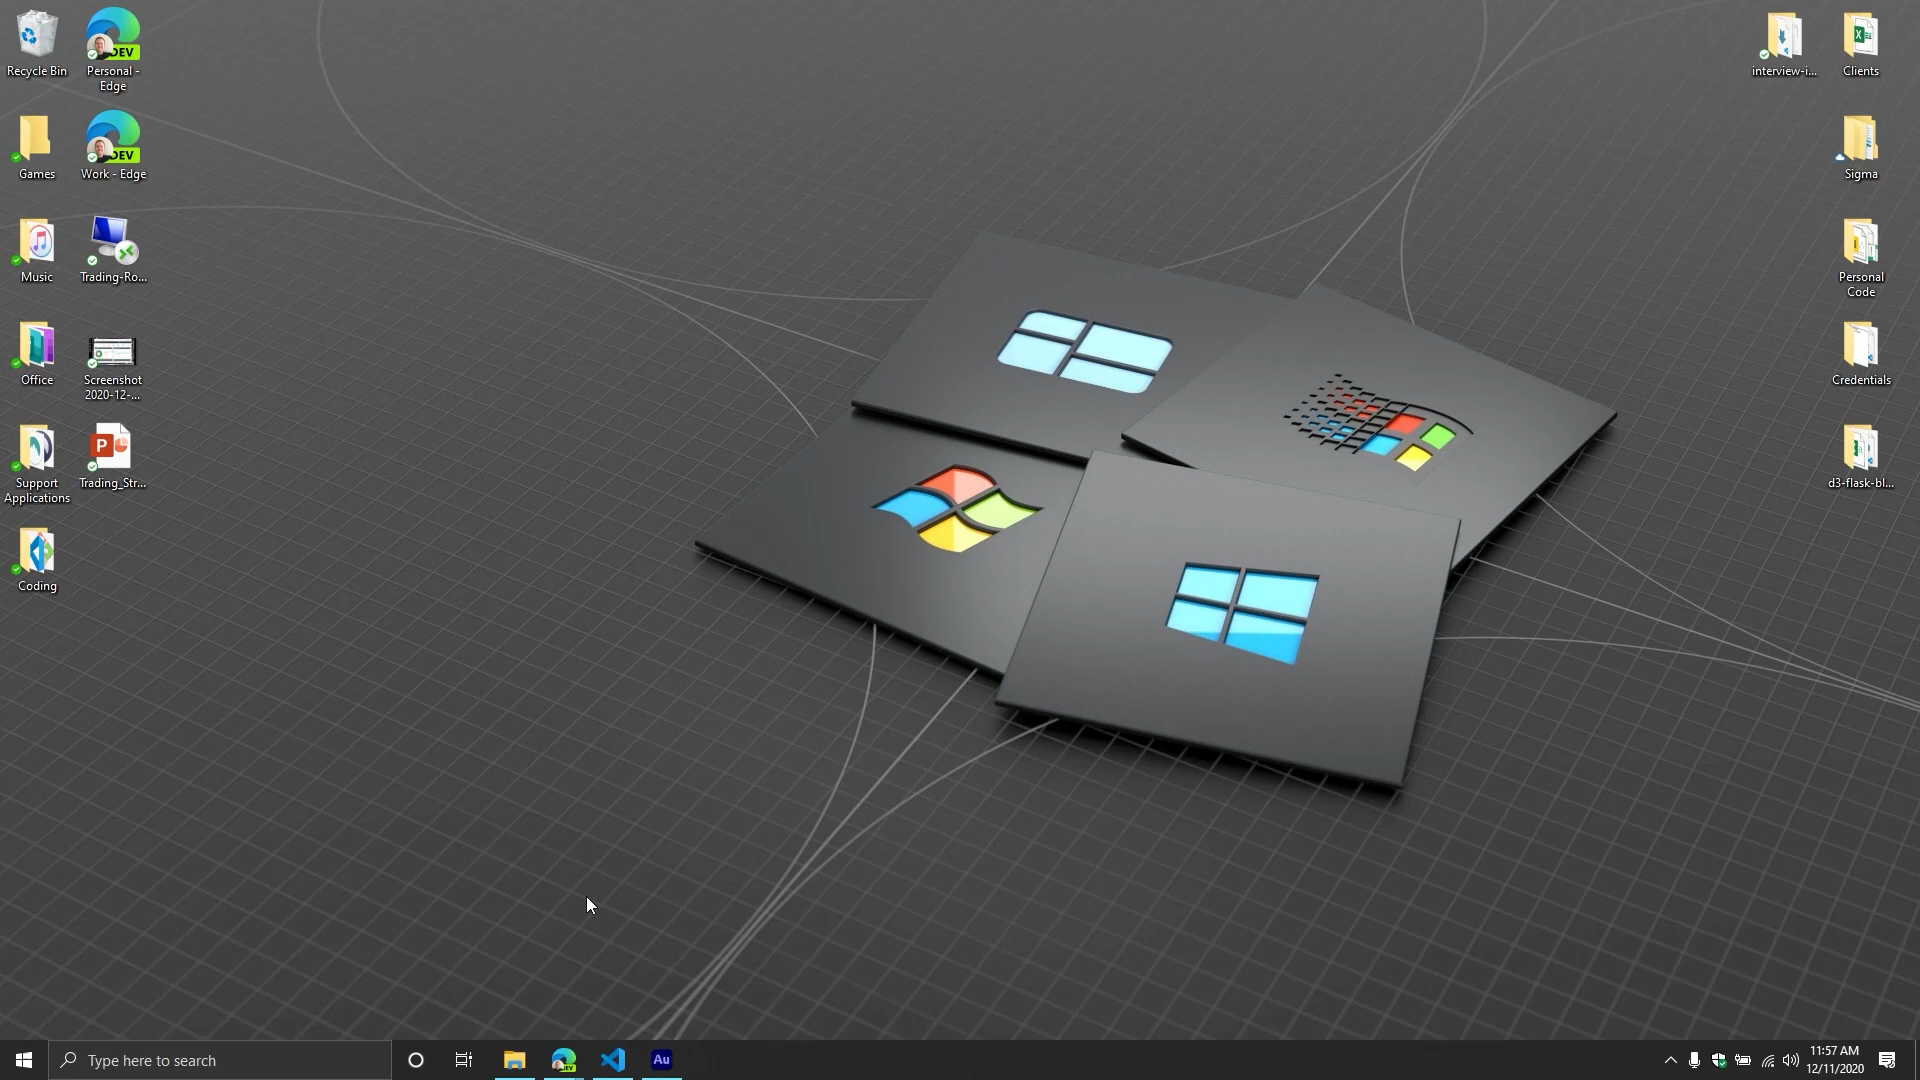 Recycle Bin
Personal -
Edge
Games
Work - Edge
Music
Trading-Ro...
Office
Screenshot
2020-12-...
Support
Applications
Trading_Str...
Coding
interview-i...
Clients
Sigma
Personal
Code
Credentials
d3-flask-bl...
DEV
DEV
P
Type here to search
DEV
Au
11:57 AM
12/11/2020